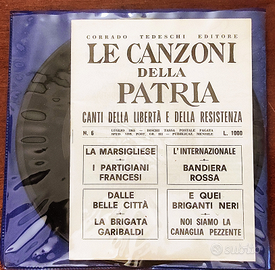 CORRADO TEDESCHI EDITORE
LE CANZONI
DELLA
PATRIA
CANTI DELLA LIBERTÀ E DELLA RESISTENZA
N. 6
L. 1000
LA MARSIGLIESE
I PARTIGIANI
FRANCESI
L'INTERNAZIONALE
BANDIERA
ROSSA
DALLE
BELLE CITTÀ
LA BRIGATA
GARIBALDI
E QUEI
BRIGANTI NERI
NOI SIAMO LA
CANAGLIA PEZZENTE
subito